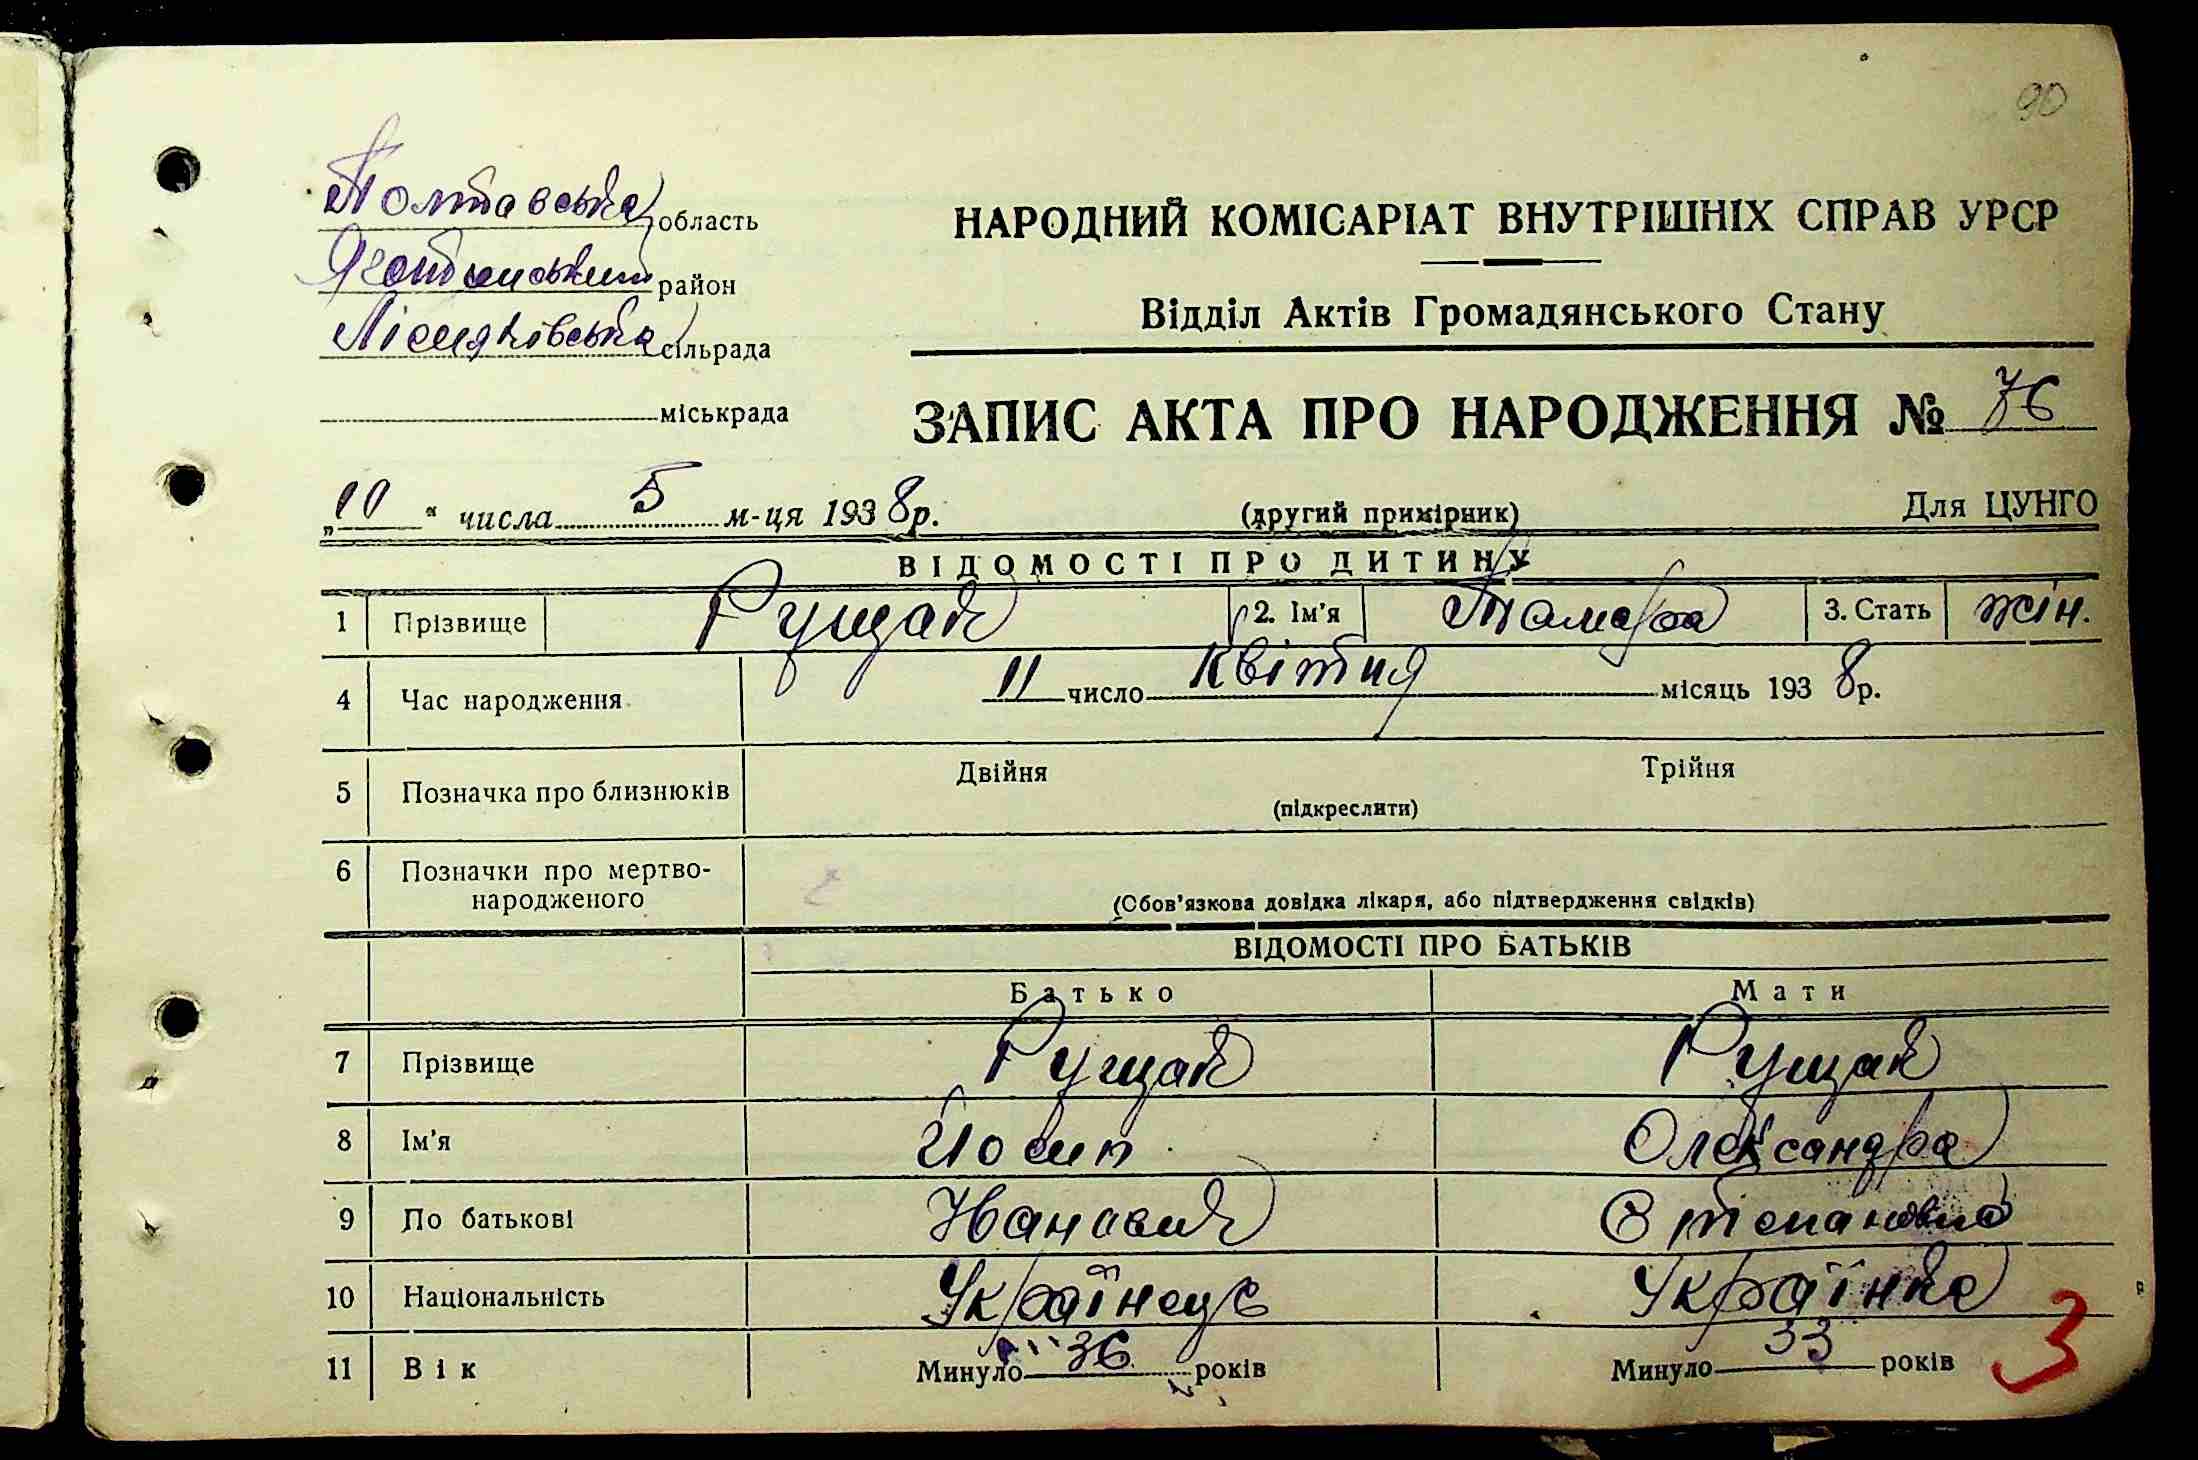 90
Полтавська область
Яготинський район
Лісняківська сільрада
міськрада
НАРОДНИЙ КОМІСАРІАТ ВНУТРІШНІХ СПРАВ УРСР
Відділ Актів Громадянського Стану
ЗАПИС АКТА ПРО НАРОДЖЕННЯ № 76
„10“ числа 5 м-ця 1938р. (другий примірник) Для ЦУНГО
ВІДОМОСТІ ПРО ДИТИНУ
1 Прізвище Рущак 2. Ім'я Тамара 3. Стать жін.
4 Час народження 11 число Квітня місяць 1938р.
5 Позначка про близнюків Двійня Трійня
(підкреслити)
6 Позначки про мертво-
народженого
(Обов'язкова довідка лікаря, або підтвердження свідків)
ВІДОМОСТІ ПРО БАТЬКІВ
Батько Мати
7 Прізвище Рущак Рущак
8 Ім'я Йосип Олександра
9 По батькові Иванович Степановна
10 Національність Українець Українка
11 Вік Минуло 36 років Минуло 33 років
3